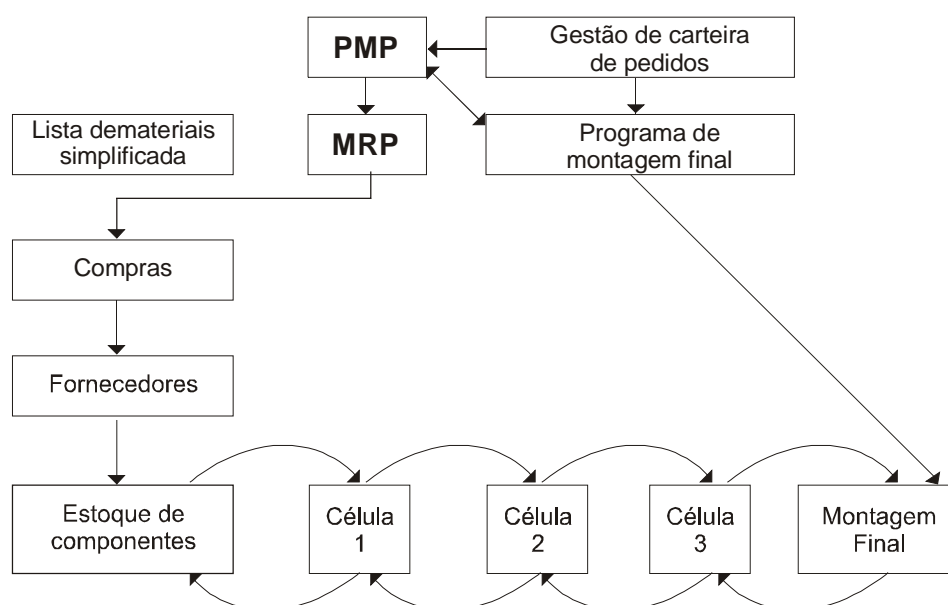 PMP
Gestão de carteira
de pedidos
Lista demateriais
simplificada
MRP
Programa de
montagem final
Compras
Fornecedores
Estoque de
componentes
Célula
1
Célula
2
Célula
3
Montagem
Final